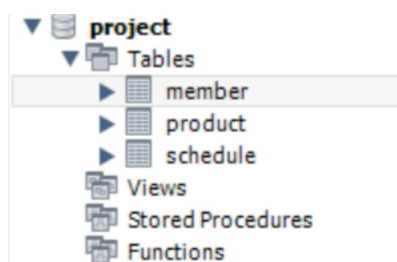 project
Tables
member
product
schedule
Views
Stored Procedures
Functions